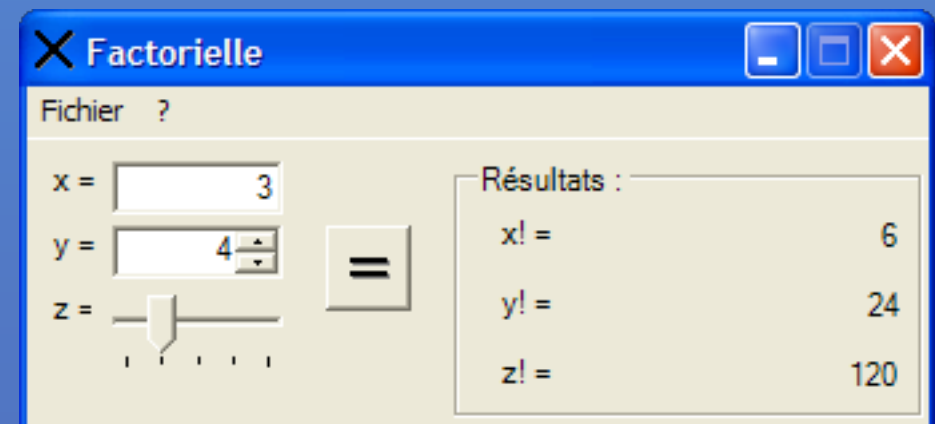 Factorielle
Fichier ?
x = 3
y = 4
z =
=
Résultats :
x! = 6
y! = 24
z! = 120